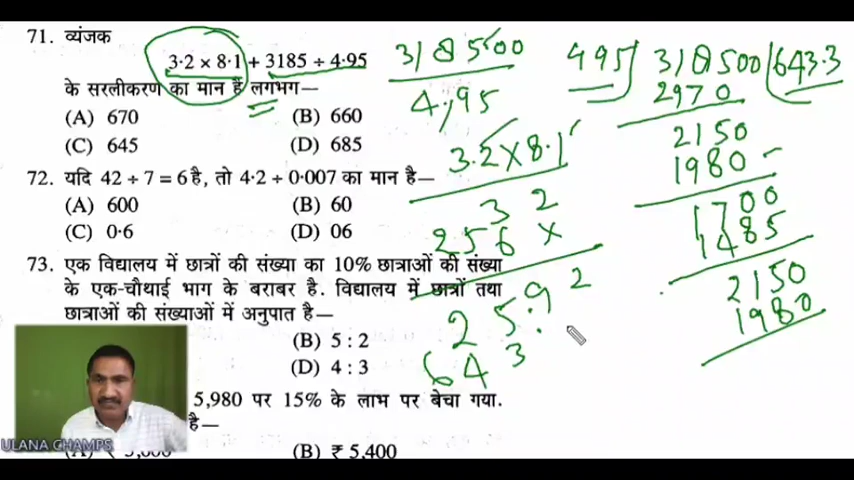 71. व्यंजक
3·2 × 8·1 + 3185 ÷ 4·95
के सरलीकरण का मान है लगभग—
(A) 670 (B) 660
(C) 645 (D) 685
72. यदि 42 ÷ 7 = 6 है, तो 4·2 ÷ 0·007 का मान है—
(A) 600 (B) 60
(C) 0·6 (D) 06
73. एक विद्यालय में छात्रों की संख्या का 10% छात्राओं की संख्या
के एक-चौथाई भाग के बराबर है. विद्यालय में छात्रों तथा
छात्राओं की संख्याओं में अनुपात है—
(B) 5 : 2
(D) 4 : 3
5,980 पर 15% के लाभ पर बेचा गया.
है—
(B) ₹ 5,400
318500
4.95
3.2×8.1
3 2
256×
25.92
643
495) 318500 (643.3
2970
2150
1980
1700
1485
2150
1980
ULANA CHAMPS